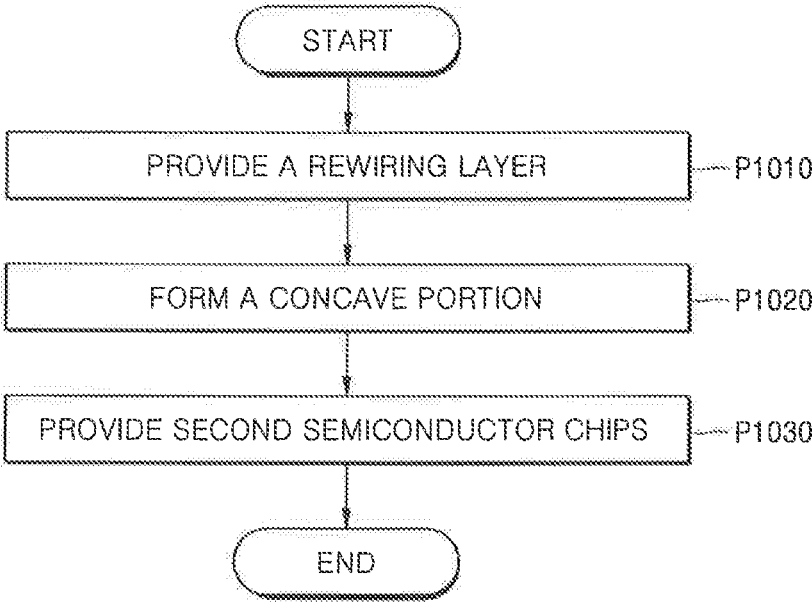 START
PROVIDE A REWIRING LAYER
P1010
FORM A CONCAVE PORTION
P1020
PROVIDE SECOND SEMICONDUCTOR CHIPS
P1030
END